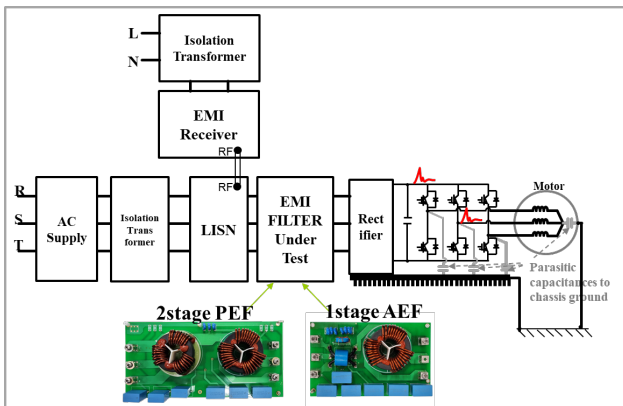 L
N
Isolation
Transformer
EMI
Receiver
RF
RF
R
S
T
AC
Supply
Isolation
Trans
former
LISN
EMI
FILTER
Under
Test
Rect
ifier
Motor
Parasitic
capacitances to
chassis ground
2stage PEF
1stage AEF